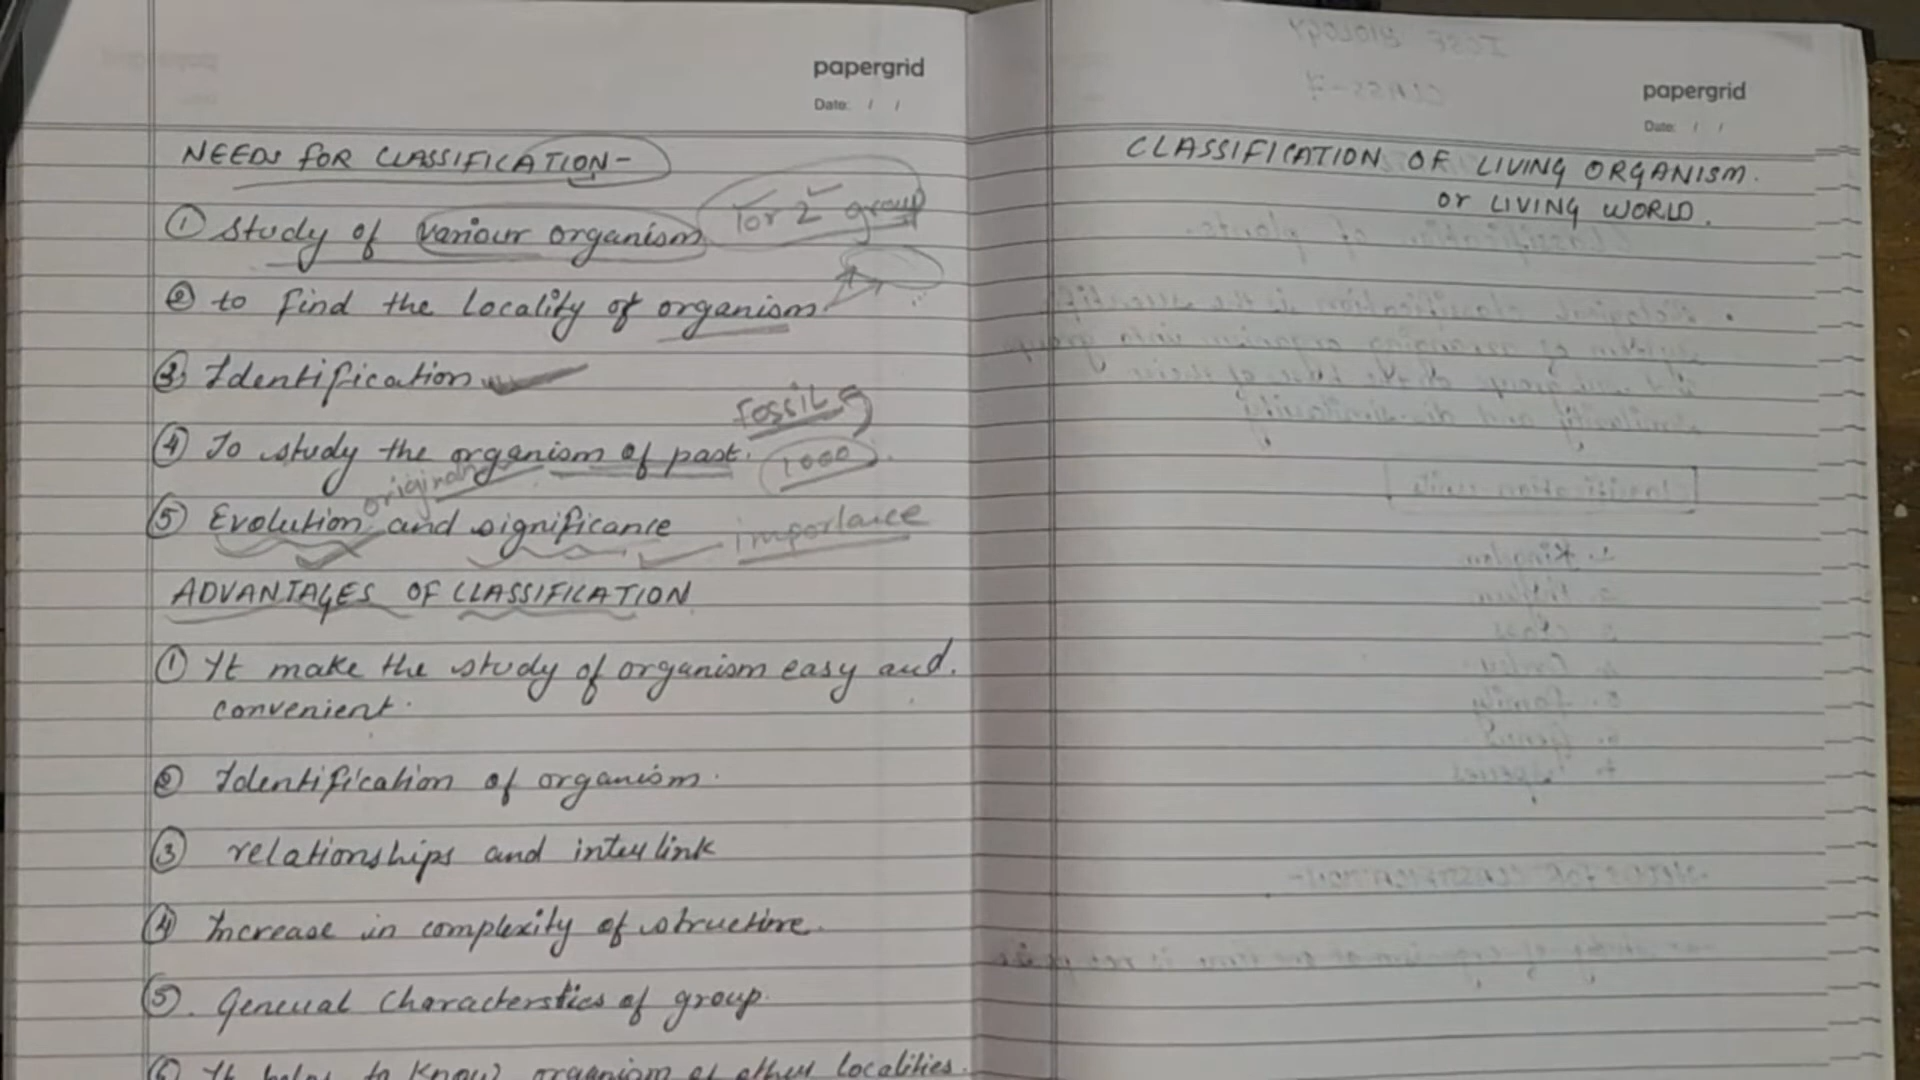 papergrid
Date: / /
NEEDS FOR CLASSIFICATION-
① Study of variour organism 1 or 2 group
② to find the locality of organism.
③ Identification
Fossils
④ To study the organism of past. 1000
original
⑤ Evolution and significance importance
ADVANTAGES OF CLASSIFICATION
① It make the study of organism easy and.
convenient.
② Identification of organism.
③ relationships and interlink
④ Increase in complexity of structure.
⑤. General Characterstics of group.
⑥ It helps to know organism of other localities.
papergrid
Date: / /
CLASSIFICATION OF LIVING ORGANISM.
or LIVING WORLD.